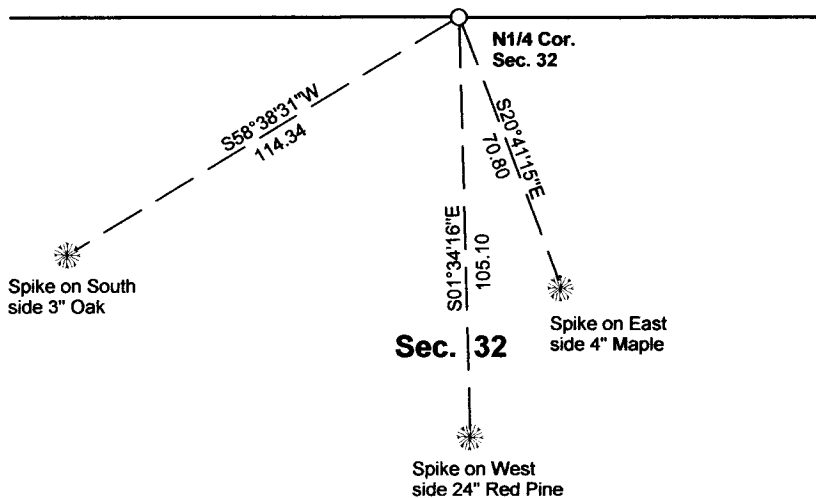 N1/4 Cor.
Sec. 32
S58°38'31"W
114.34
S20°41'15"E
70.80
S01°34'16"E
105.10
Spike on South
side 3" Oak
Spike on East
side 4" Maple
Sec. 32
Spike on West
side 24" Red Pine